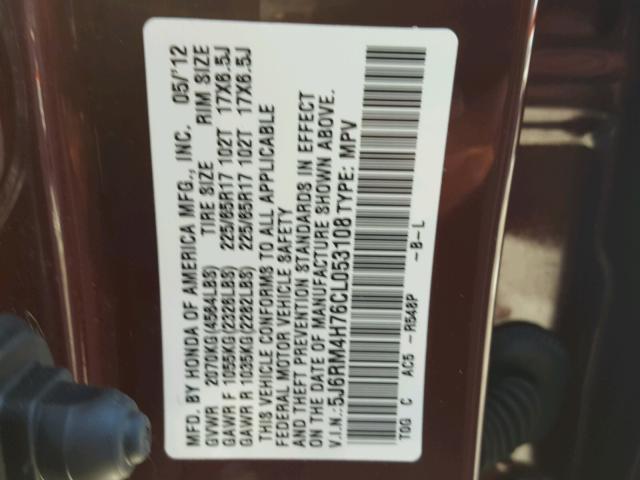 MFD. BY HONDA OF AMERICA MFG., INC. 05/'12
TIRE SIZE RIM SIZE
GVWR 2070KG(4564LBS)
GAWR F 1055KG(2326LBS) 225/65R17 102T 17X6.5J
GAWR R 1035KG(2282LBS) 225/65R17 102T 17X6.5J
THIS VEHICLE CONFORMS TO ALL APPLICABLE
FEDERAL MOTOR VEHICLE SAFETY
AND THEFT PREVENTION STANDARDS IN EFFECT
ON THE DATE OF MANUFACTURE SHOWN ABOVE.
V.I.N.:5J6RM4H76CL053108 TYPE: MPV
T0G C AC5 - R548P - B - L